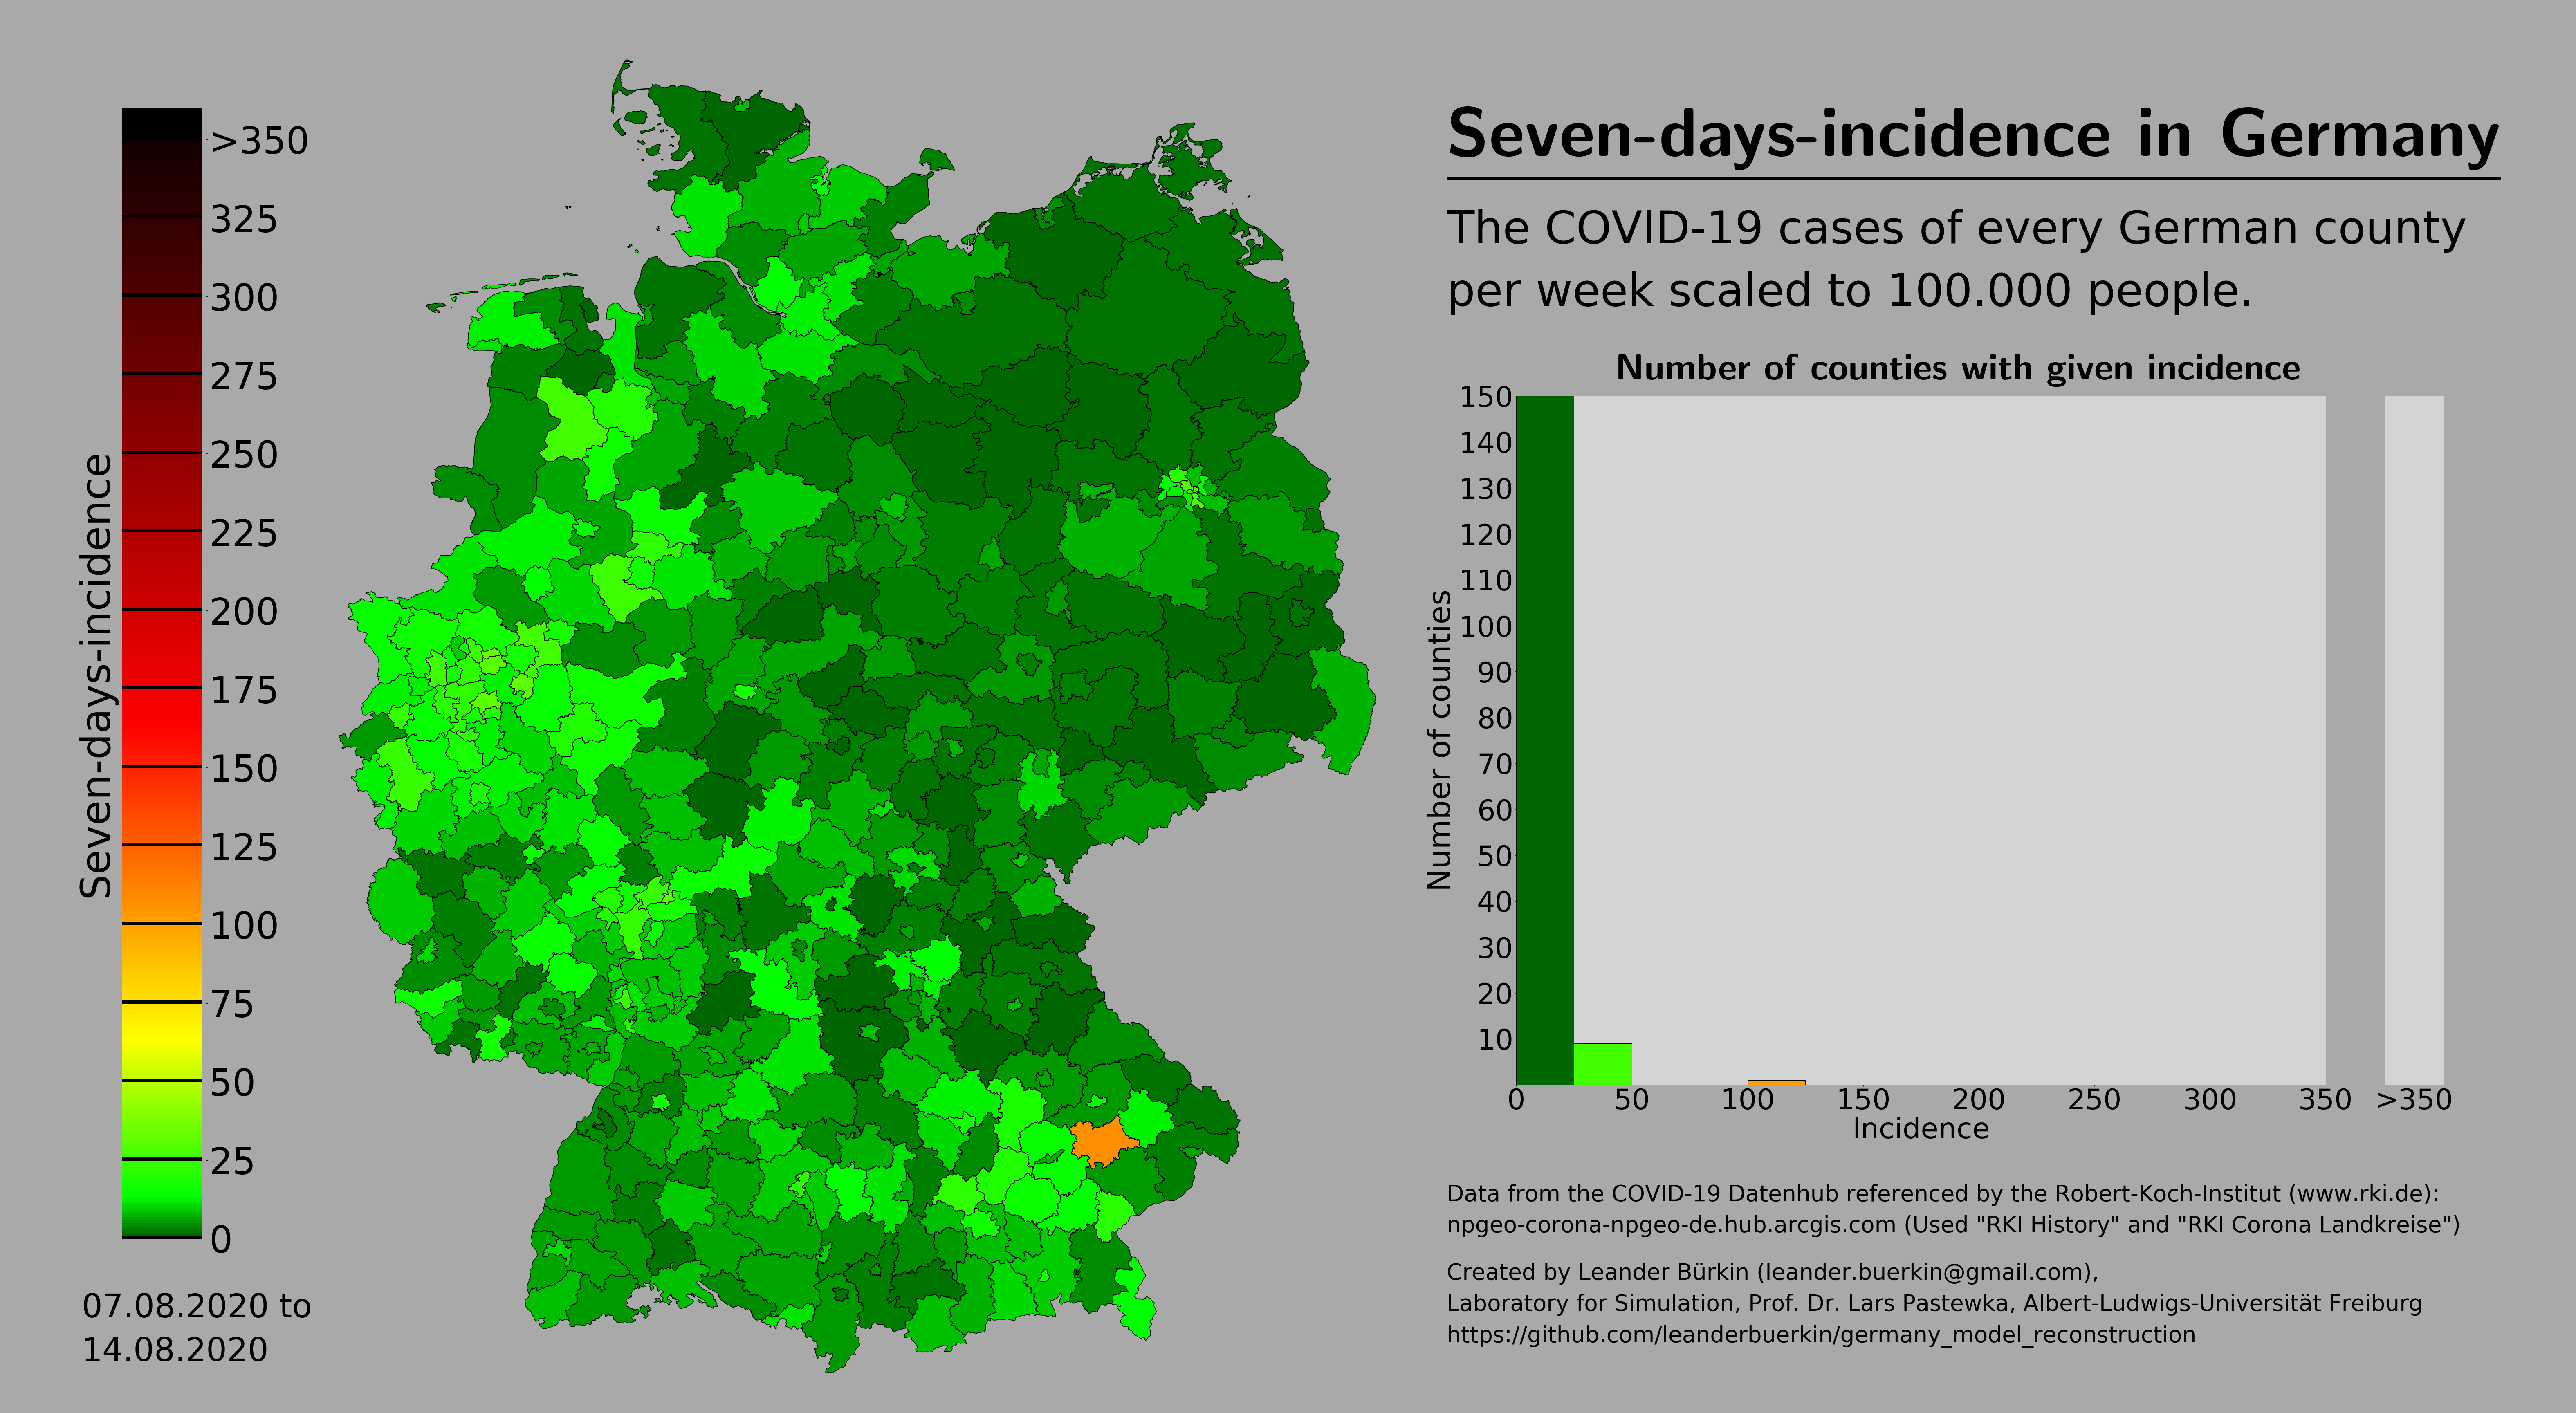 Seven-days-incidence in Germany
The COVID-19 cases of every German county
per week scaled to 100.000 people.
Seven-days-incidence
>350
325
300
275
250
225
200
175
150
125
100
75
50
25
0
07.08.2020 to
14.08.2020
Number of counties with given incidence
Number of counties
150
140
130
120
110
100
90
80
70
60
50
40
30
20
10
0 50 100 150 200 250 300 350 >350
Incidence
Data from the COVID-19 Datenhub referenced by the Robert-Koch-Institut (www.rki.de):
npgeo-corona-npgeo-de.hub.arcgis.com (Used "RKI History" and "RKI Corona Landkreise")
Created by Leander Bürkin (leander.buerkin@gmail.com),
Laboratory for Simulation, Prof. Dr. Lars Pastewka, Albert-Ludwigs-Universität Freiburg
https://github.com/leanderbuerkin/germany_model_reconstruction